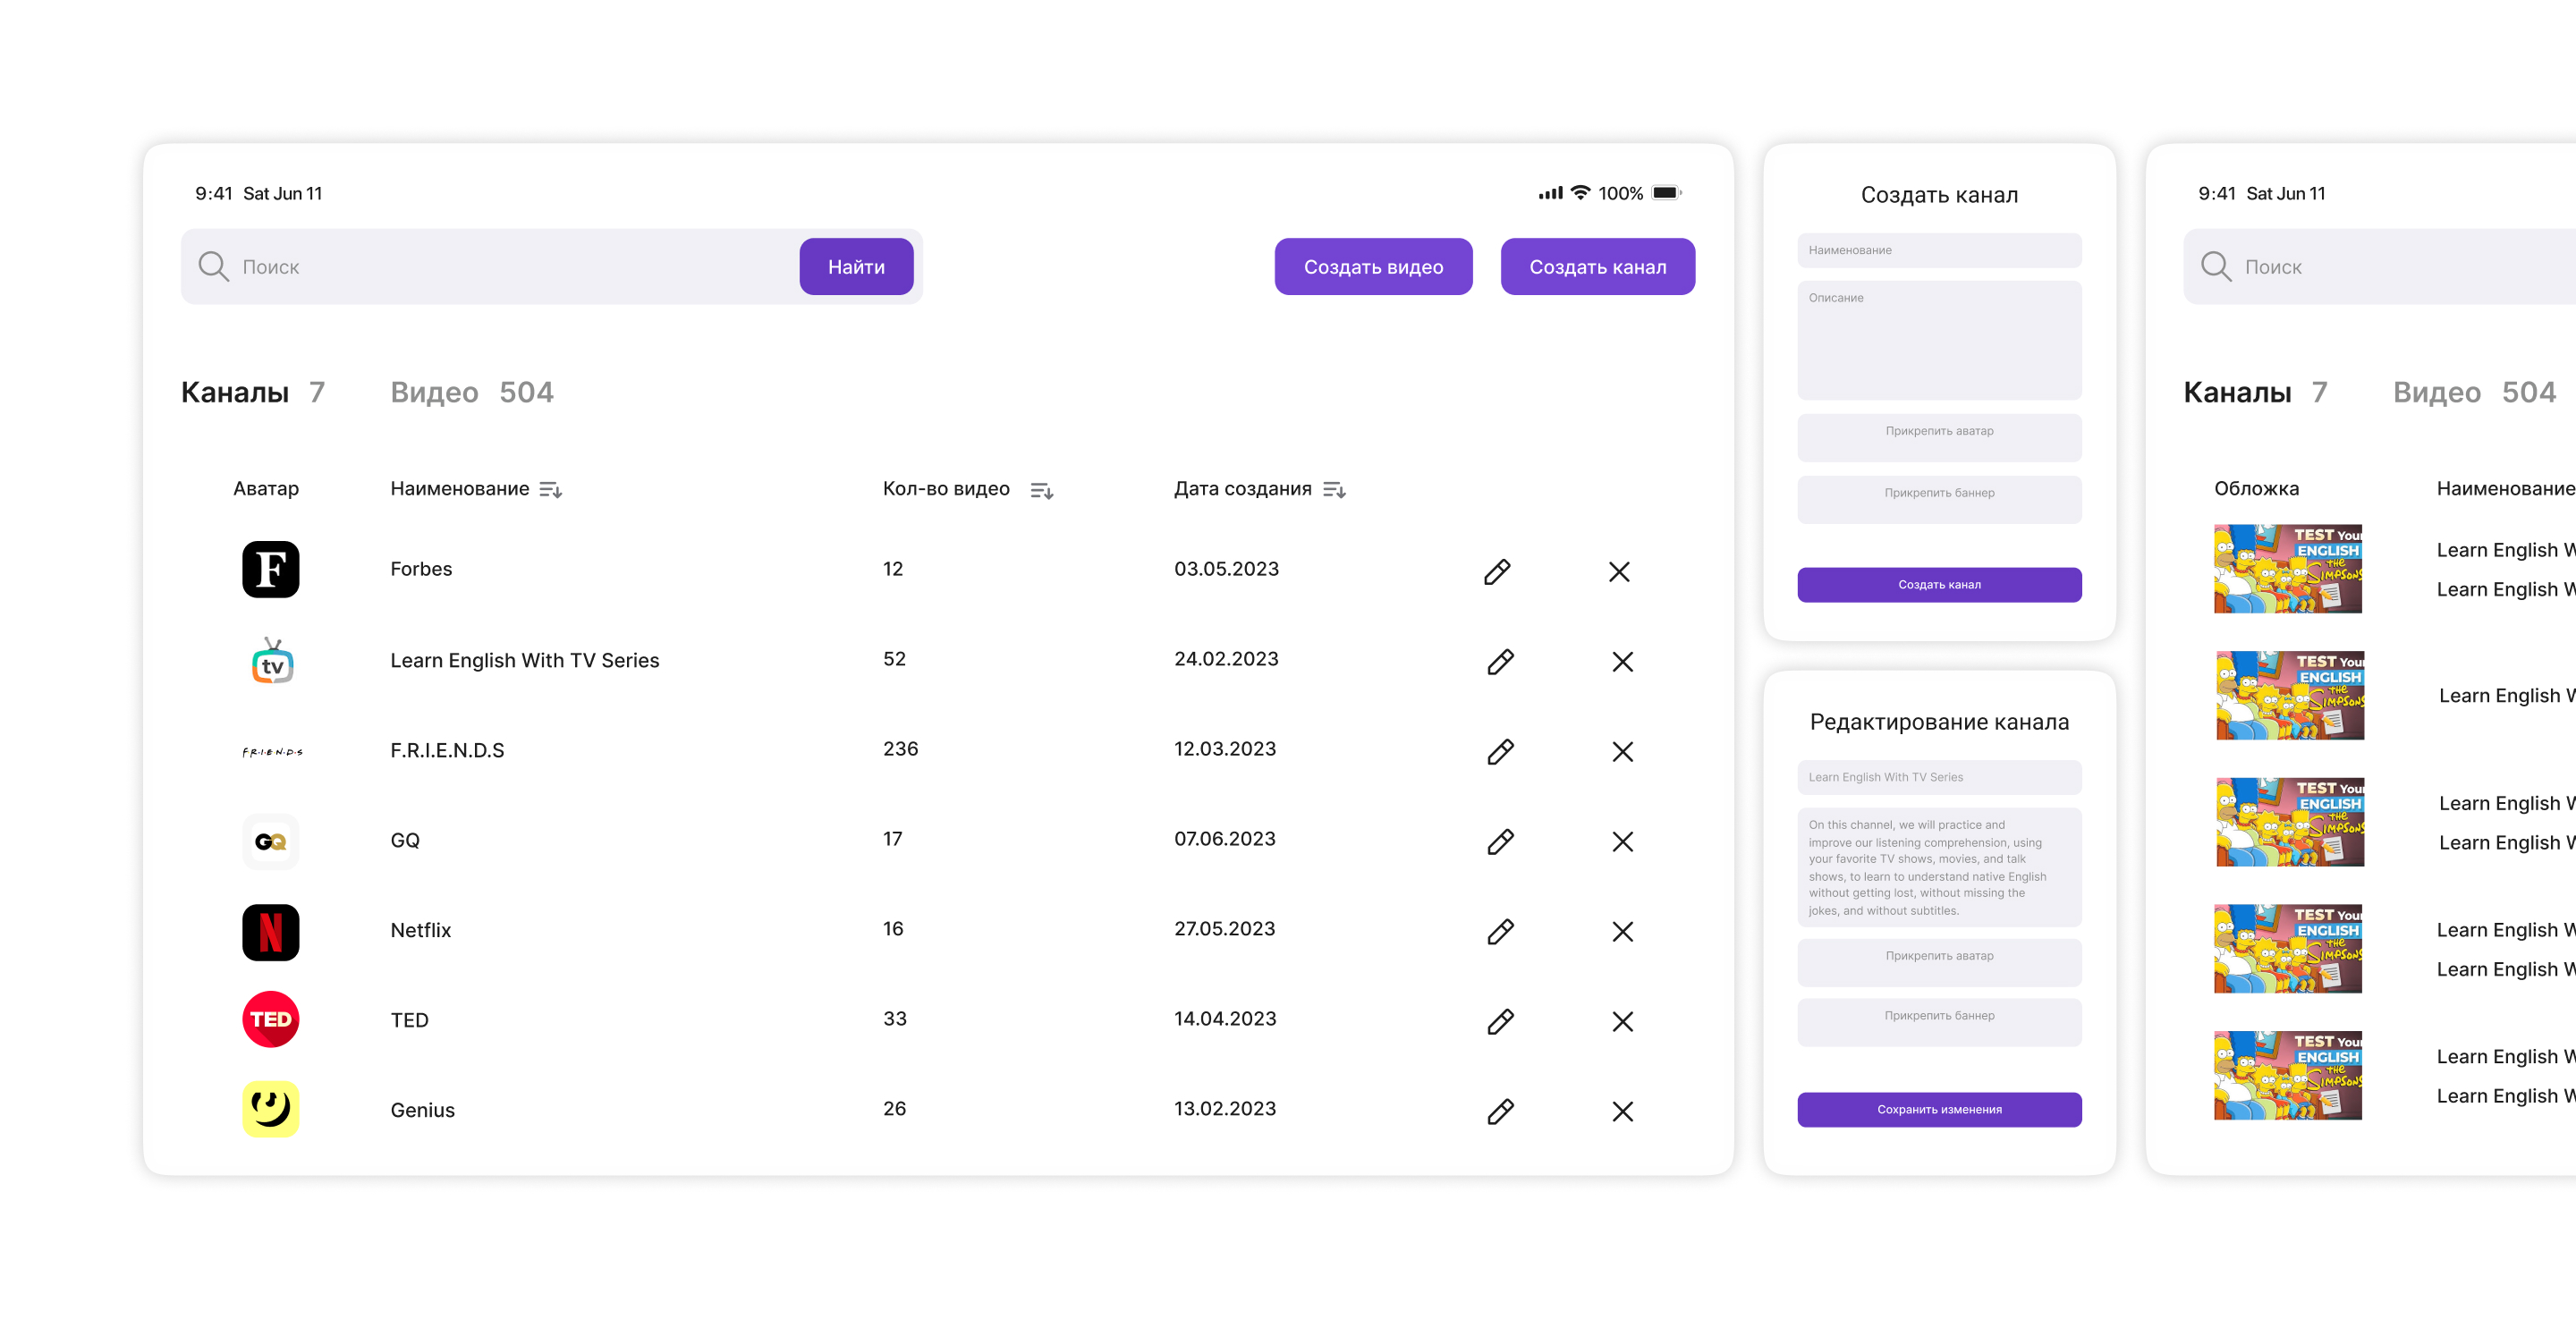 9:41 Sat Jun 11
100%
Поиск
Найти
Создать видео
Создать канал
Каналы 7 Видео 504
Аватар Наименование Кол-во видео Дата создания
F Forbes 12 03.05.2023
tv Learn English With TV Series 52 24.02.2023
F·R·I·E·N·D·S F.R.I.E.N.D.S 236 12.03.2023
GQ GQ 17 07.06.2023
N Netflix 16 27.05.2023
TED TED 33 14.04.2023
Genius 26 13.02.2023
Создать канал
Наименование
Описание
Прикрепить аватар
Прикрепить баннер
Создать канал
Редактирование канала
Learn English With TV Series
On this channel, we will practice and
improve our listening comprehension, using
your favorite TV shows, movies, and talk
shows, to learn to understand native English
without getting lost, without missing the
jokes, and without subtitles.
Прикрепить аватар
Прикрепить баннер
Сохранить изменения
9:41 Sat Jun 11
Поиск
Каналы 7 Видео 504
Обложка Наименование
TEST Your
ENGLISH
the
Simpsons
Learn English W
Learn English W
TEST Your
ENGLISH
the
Simpsons
Learn English W
TEST Your
ENGLISH
the
Simpsons
Learn English W
Learn English W
TEST Your
ENGLISH
the
Simpsons
Learn English W
Learn English W
TEST Your
ENGLISH
the
Simpsons
Learn English W
Learn English W